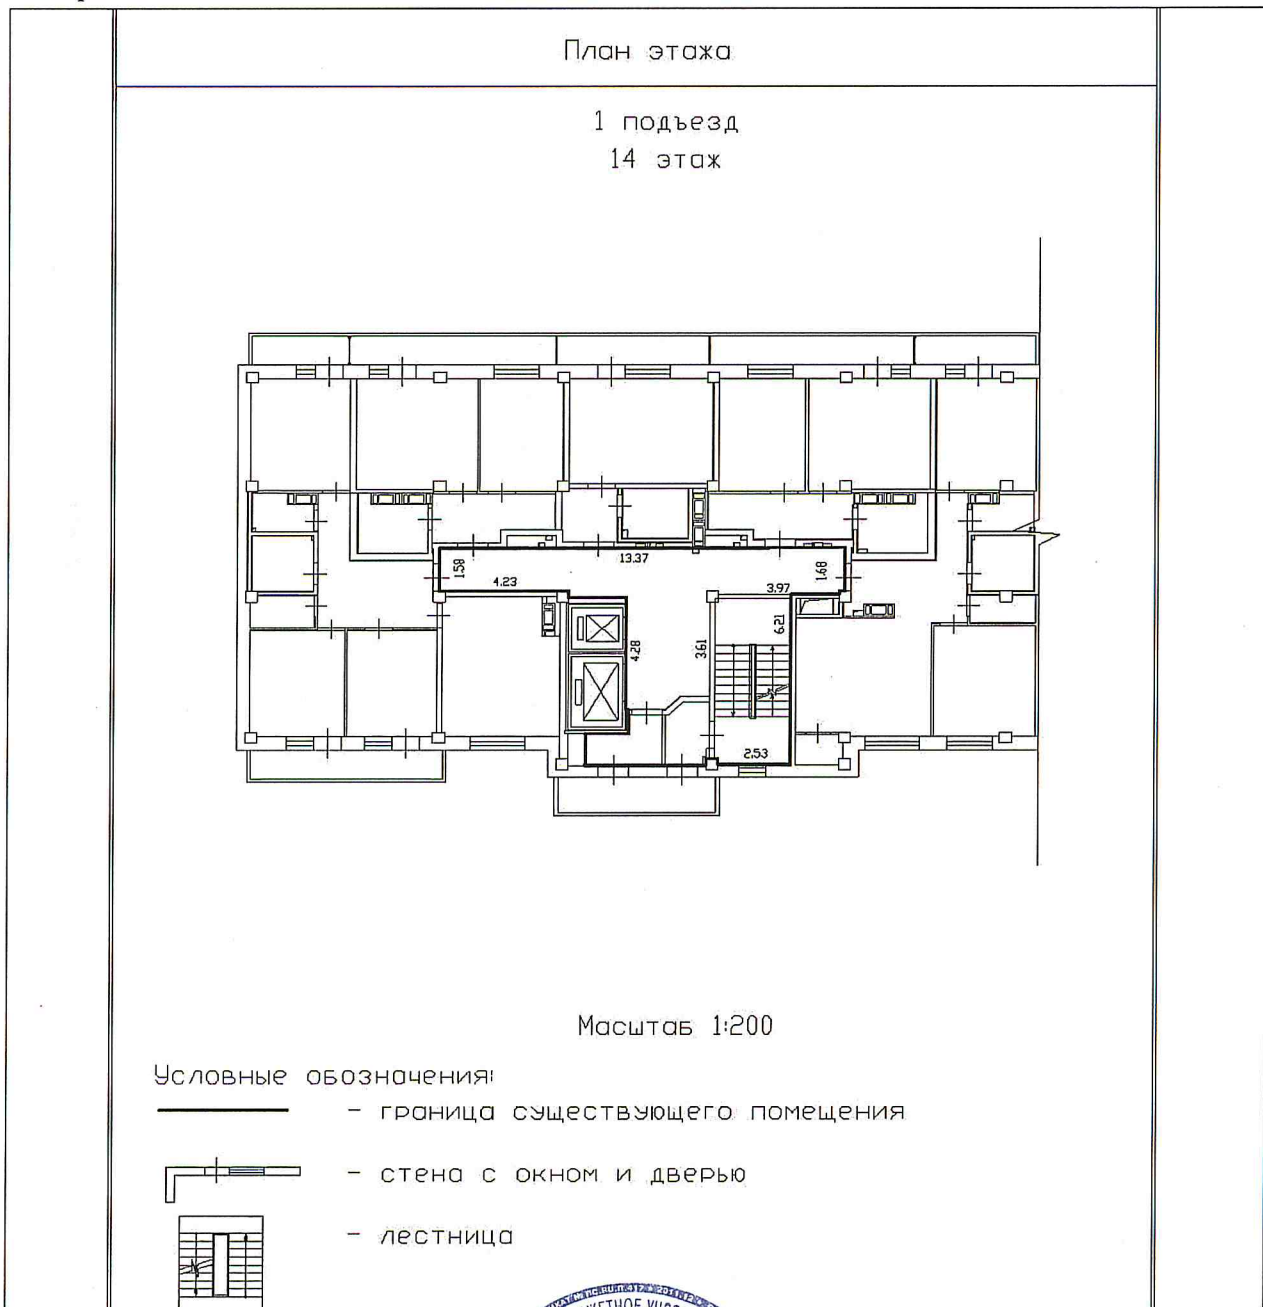 План этажа
1 подъезд
14 этаж
13.37
1.58
4.23
1.68
3.97
6.21
4.28
3.61
2.53
Масштаб 1:200
Условные обозначения:
– граница существующего помещения
– стена с окном и дверью
– лестница